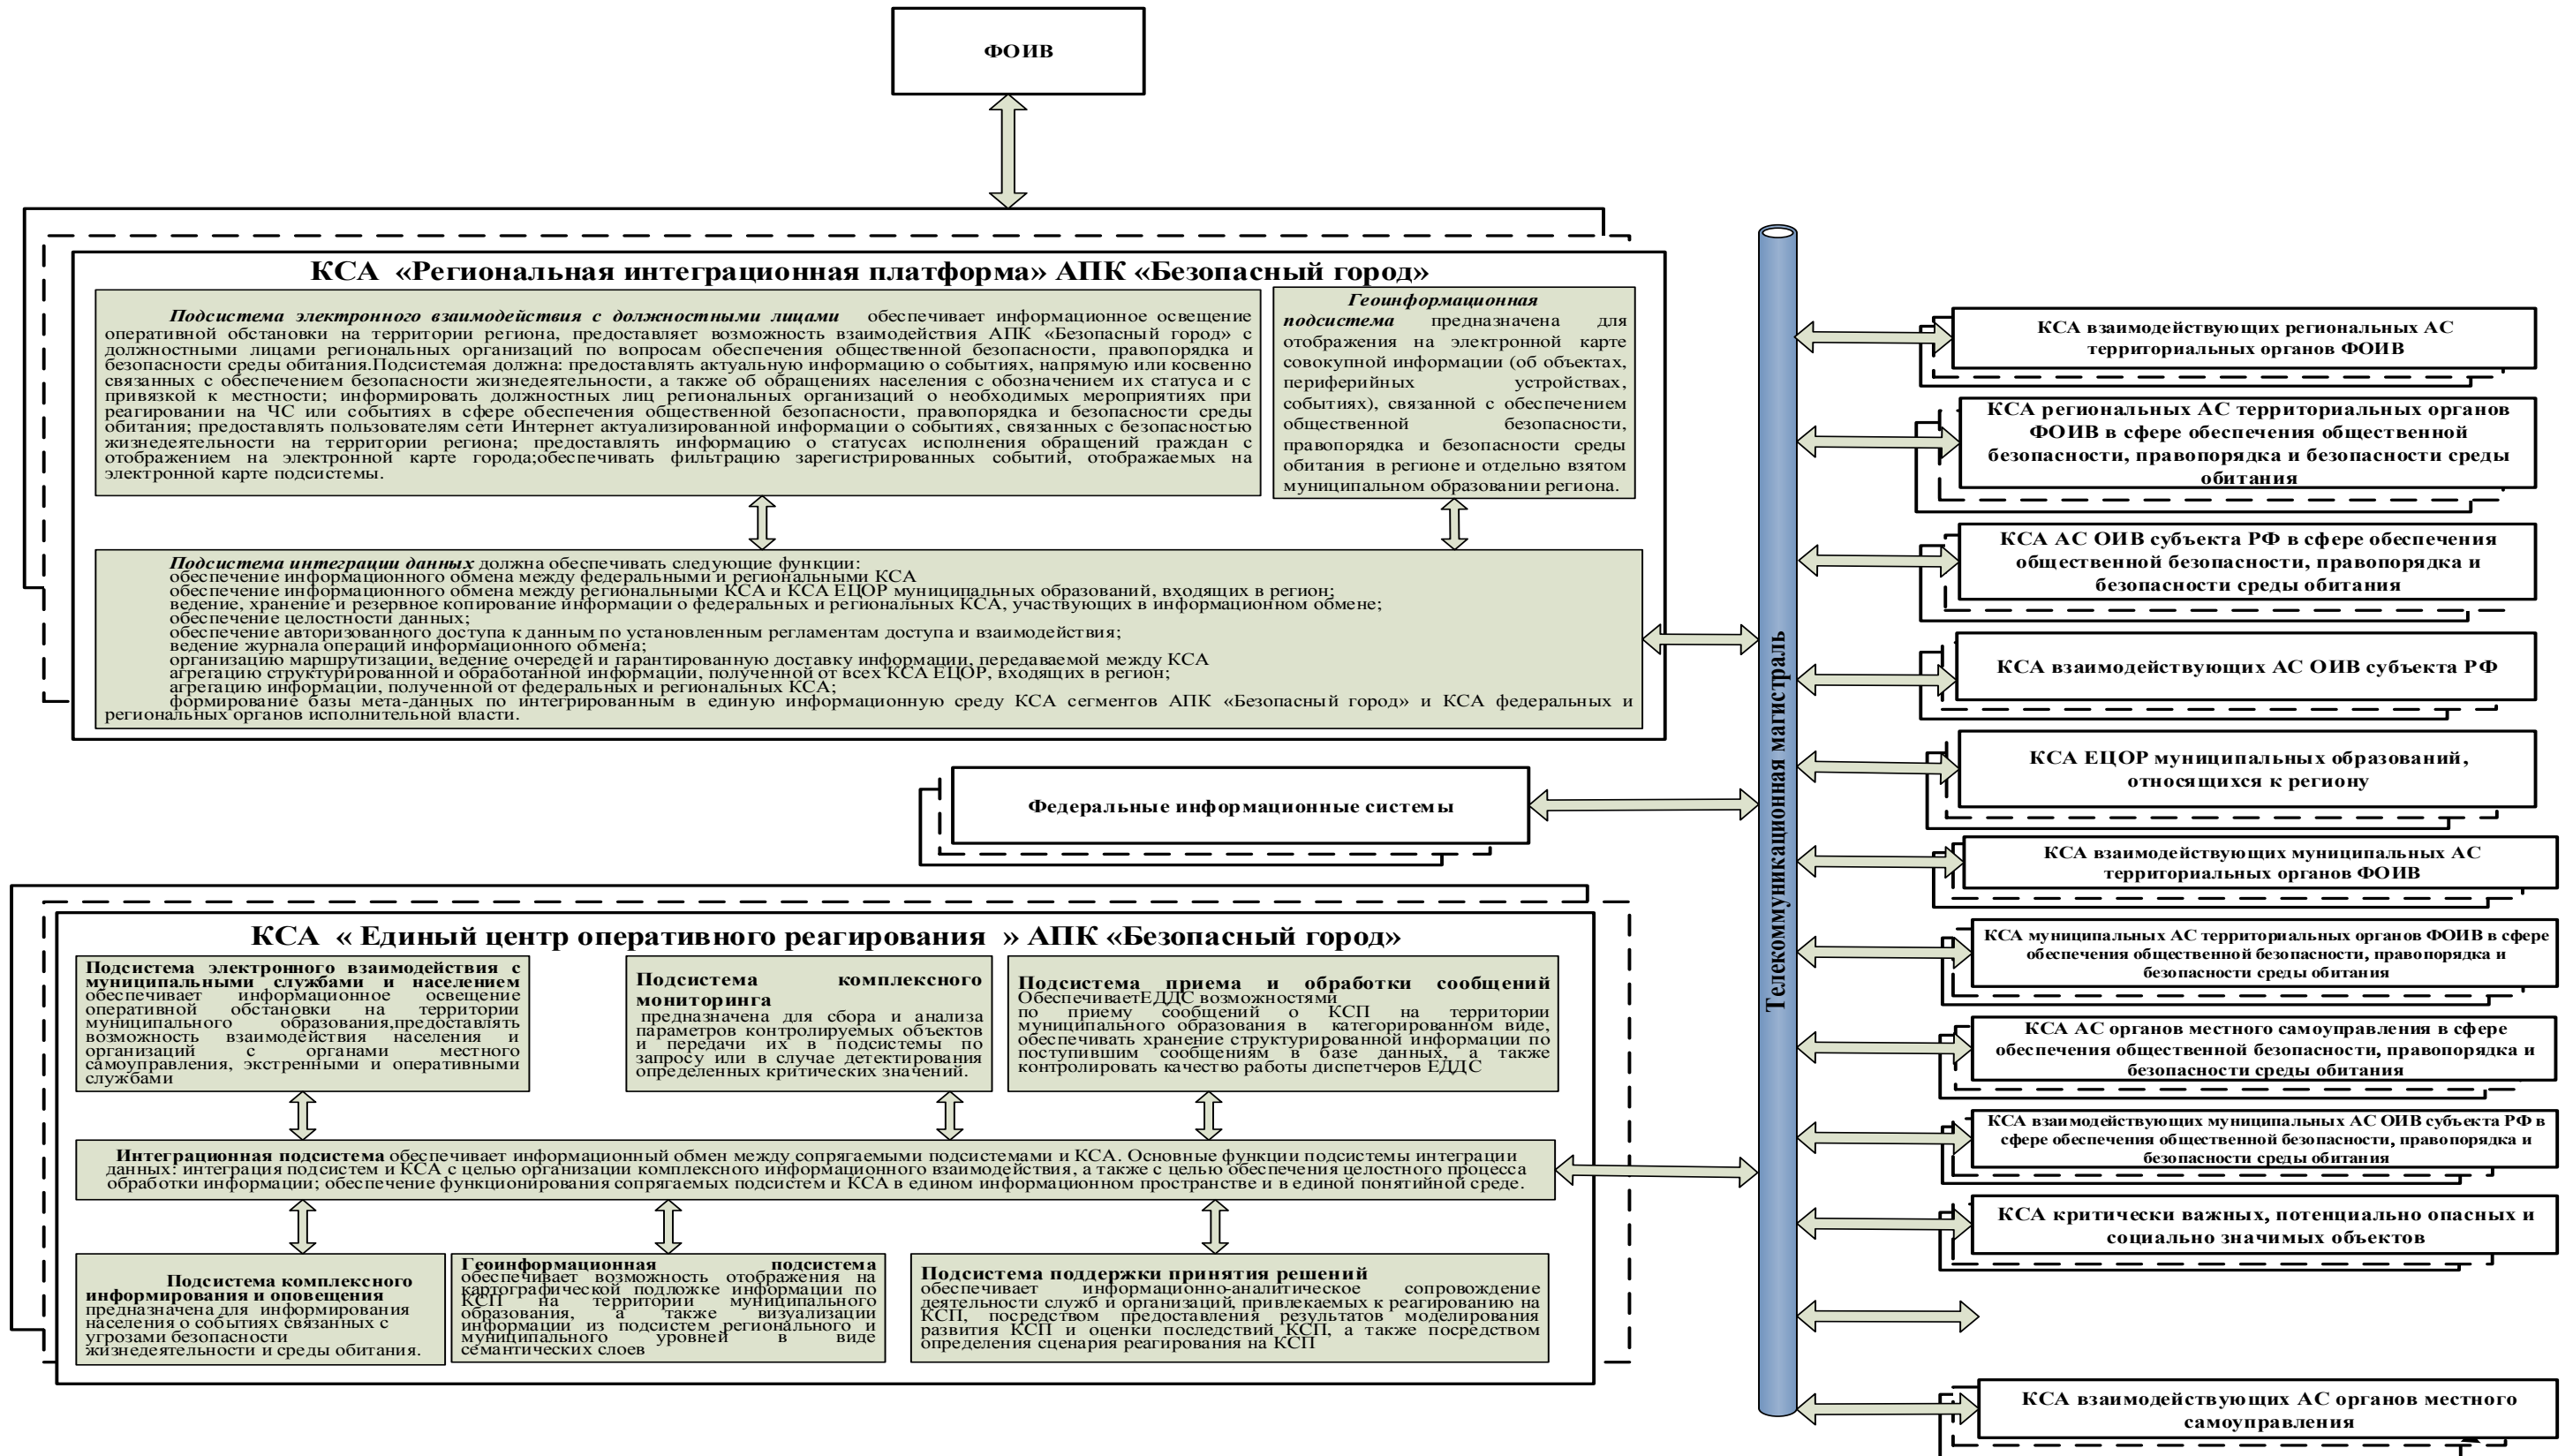 ФОИВ
КСА «Региональная интеграционная платформа» АПК «Безопасный город»
Подсистема электронного взаимодействия с должностными лицами обеспечивает информационное освещение
оперативной обстановки на территории региона, предоставляет возможность взаимодействия АПК «Безопасный город» с
должностными лицами региональных организаций по вопросам обеспечения общественной безопасности, правопорядка и
безопасности среды обитания.Подсистемая должна: предоставлять актуальную информацию о событиях, напрямую или косвенно
связанных с обеспечением безопасности жизнедеятельности, а также об обращениях населения с обозначением их статуса и с
привязкой к местности; информировать должностных лиц региональных организаций о необходимых мероприятиях при
реагировании на ЧС или событиях в сфере обеспечения общественной безопасности, правопорядка и безопасности среды
обитания; предоставлять пользователям сети Интернет актуализированной информации о событиях, связанных с безопасностью
жизнедеятельности на территории региона; предоставлять информацию о статусах исполнения обращений граждан с
отображением на электронной карте города;обеспечивать фильтрацию зарегистрированных событий, отображаемых на
электронной карте подсистемы.
Геоинформационная
подсистема предназначена для
отображения на электронной карте
совокупной информации (об объектах,
периферийных устройствах,
событиях), связанной с обеспечением
общественной безопасности,
правопорядка и безопасности среды
обитания в регионе и отдельно взятом
муниципальном образовании региона.
Подсистема интеграции данных должна обеспечивать следующие функции:
обеспечение информационного обмена между федеральными и региональными КСА
обеспечение информационного обмена между региональными КСА и КСА ЕЦОР муниципальных образований, входящих в регион;
ведение, хранение и резервное копирование информации о федеральных и региональных КСА, участвующих в информационном обмене;
обеспечение целостности данных;
обеспечение авторизованного доступа к данным по установленным регламентам доступа и взаимодействия;
ведение журнала операций информационного обмена;
организацию маршрутизации, ведение очередей и гарантированную доставку информации, передаваемой между КСА
агрегацию структурированной и обработанной информации, полученной от всех КСА ЕЦОР, входящих в регион;
агрегацию информации, полученной от федеральных и региональных КСА;
формирование базы мета-данных по интегрированным в единую информационную среду КСА сегментов АПК «Безопасный город» и КСА федеральных и
региональных органов исполнительной власти.
Федеральные информационные системы
КСА « Единый центр оперативного реагирования » АПК «Безопасный город»
Подсистема электронного взаимодействия с
муниципальными службами и населением
обеспечивает информационное освещение
оперативной обстановки на территории
муниципального образования,предоставлять
возможность взаимодействия населения и
организаций с органами местного
самоуправления, экстренными и оперативными
службами
Подсистема комплексного
мониторинга
предназначена для сбора и анализа
параметров контролируемых объектов
и передачи их в подсистемы по
запросу или в случае детектирования
определенных критических значений.
Подсистема приема и обработки сообщений
ОбеспечиваетЕДДС возможностями
по приему сообщений о КСП на территории
муниципального образования в категорированном виде,
обеспечивать хранение структурированной информации по
поступившим сообщениям в базе данных, а также
контролировать качество работы диспетчеров ЕДДС
Интеграционная подсистема обеспечивает информационный обмен между сопрягаемыми подсистемами и КСА. Основные функции подсистемы интеграции
данных: интеграция подсистем и КСА с целью организации комплексного информационного взаимодействия, а также с целью обеспечения целостного процесса
обработки информации; обеспечение функционирования сопрягаемых подсистем и КСА в едином информационном пространстве и в единой понятийной среде.
Подсистема комплексного
информирования и оповещения
предназначена для информирования
населения о событиях связанных с
угрозами безопасности
жизнедеятельности и среды обитания.
Геоинформационная подсистема
обеспечивает возможность отображения на
картографической подложке информации по
КСП на территории муниципального
образования, а также визуализации
информации из подсистем регионального и
муниципального уровней в виде
семантических слоев
Подсистема поддержки принятия решений
обеспечивает информационно-аналитическое сопровождение
деятельности служб и организаций, привлекаемых к реагированию на
КСП, посредством предоставления результатов моделирования
развития КСП и оценки последствий КСП, а также посредством
определения сценария реагирования на КСП
Телекоммуникационная магистраль
КСА взаимодействующих региональных АС
территориальных органов ФОИВ
КСА региональных АС территориальных органов
ФОИВ в сфере обеспечения общественной
безопасности, правопорядка и безопасности среды
обитания
КСА АС ОИВ субъекта РФ в сфере обеспечения
общественной безопасности, правопорядка и
безопасности среды обитания
КСА взаимодействующих АС ОИВ субъекта РФ
КСА ЕЦОР муниципальных образований,
относящихся к региону
КСА взаимодействующих муниципальных АС
территориальных органов ФОИВ
КСА муниципальных АС территориальных органов ФОИВ в сфере
обеспечения общественной безопасности, правопорядка и
безопасности среды обитания
КСА АС органов местного самоуправления в сфере
обеспечения общественной безопасности, правопорядка и
безопасности среды обитания
КСА взаимодействующих муниципальных АС ОИВ субъекта РФ в
сфере обеспечения общественной безопасности, правопорядка и
безопасности среды обитания
КСА критически важных, потенциально опасных и
социально значимых объектов
КСА взаимодействующих АС органов местного
самоуправления